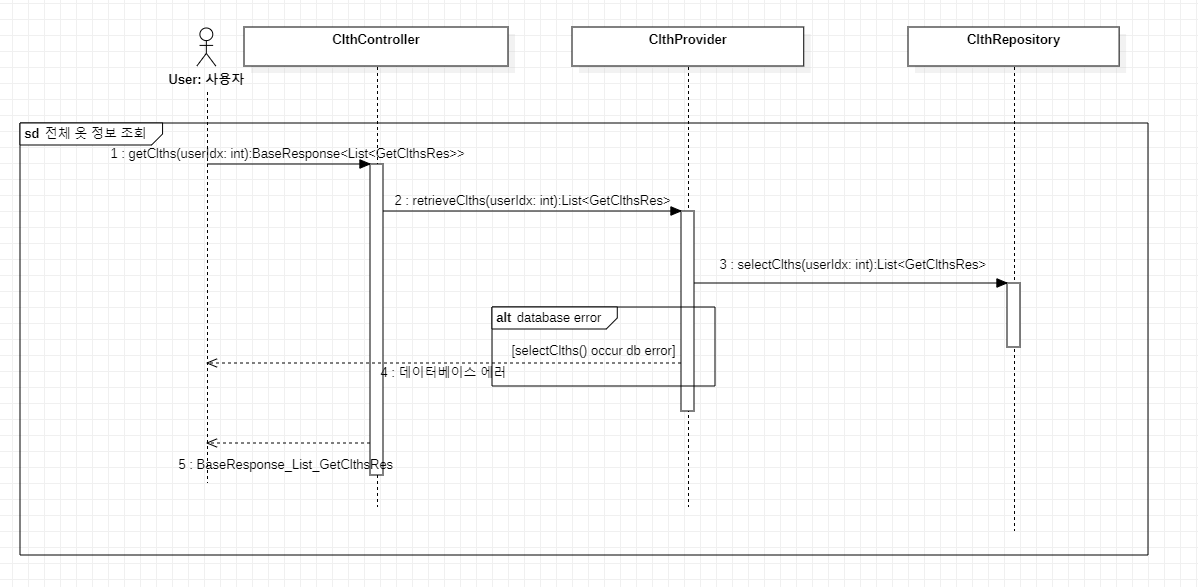 ClthController
ClthProvider
ClthRepository
User: 사용자
sd 전체 옷 정보 조회
1 : getClths(userIdx: int):BaseResponse<List<GetClthsRes>>
2 : retrieveClths(userIdx: int):List<GetClthsRes>
3 : selectClths(userIdx: int):List<GetClthsRes>
alt database error
[selectClths() occur db error]
4 : 데이터베이스 에러
5 : BaseResponse_List_GetClthsRes